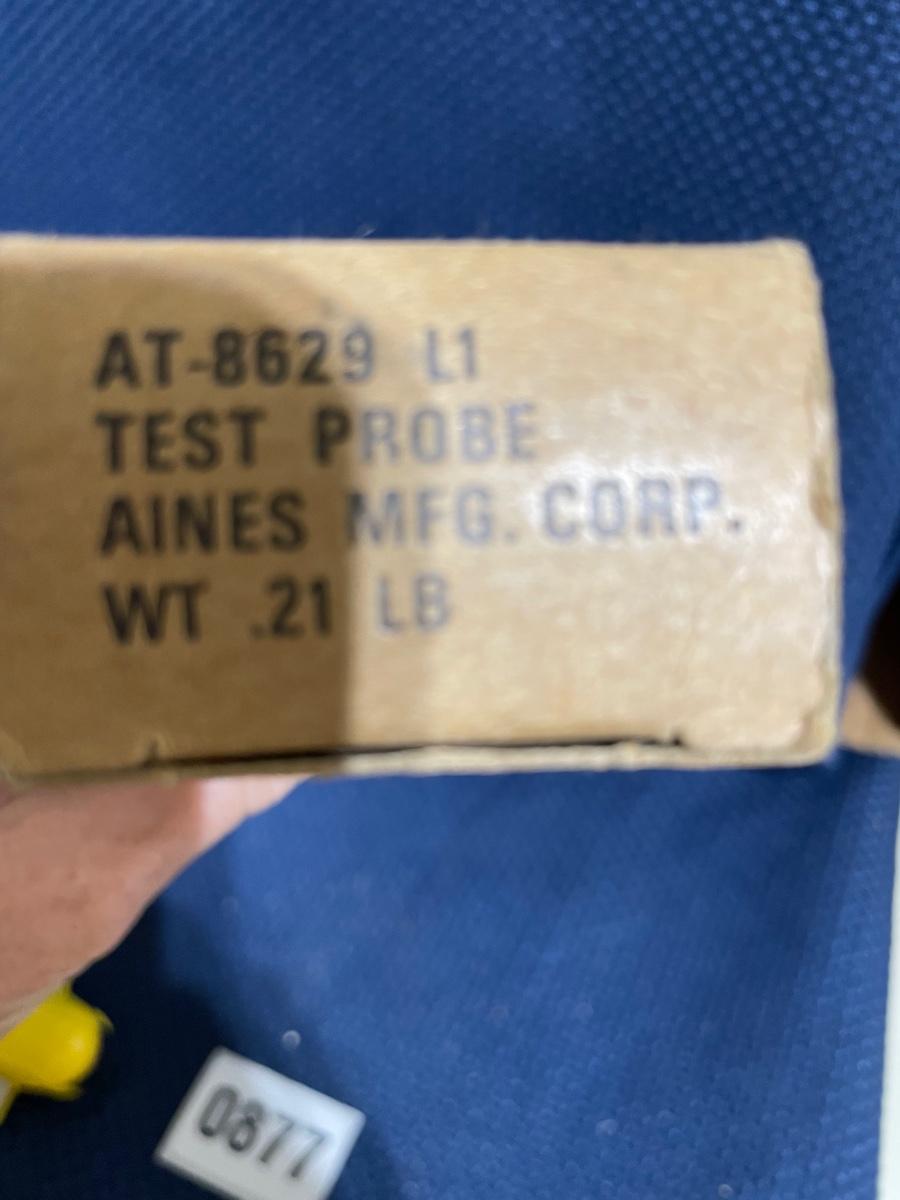 AT-8629 L1
TEST PROBE
AINES MFG. CORP.
WT .21 LB
0877